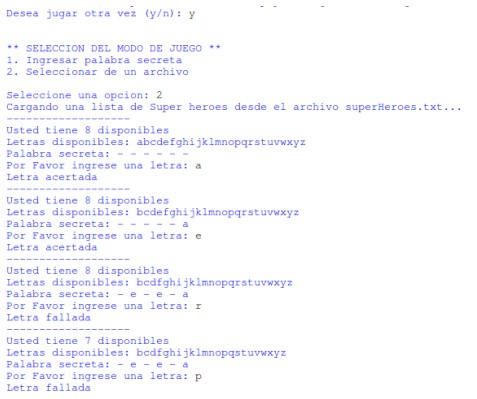 Desea jugar otra vez (y/n): y
** SELECCION DEL MODO DE JUEGO **
1. Ingresar palabra secreta
2. Seleccionar de un archivo
Seleccione una opcion: 2
Cargando una lista de Super heroes desde el archivo superHeroes.txt...
-------------------
Usted tiene 8 disponibles
Letras disponibles: abcdefghijklmnopqrstuvwxyz
Palabra secreta: - - - - - -
Por Favor ingrese una letra: a
Letra acertada
-------------------
Usted tiene 8 disponibles
Letras disponibles: bcdefghijklmnopqrstuvwxyz
Palabra secreta: - - - - - a
Por Favor ingrese una letra: e
Letra acertada
-------------------
Usted tiene 8 disponibles
Letras disponibles: bcdfghijklmnopqrstuvwxyz
Palabra secreta: - e - e - a
Por Favor ingrese una letra: r
Letra fallada
-------------------
Usted tiene 7 disponibles
Letras disponibles: bcdfghijklmnopqstuvwxyz
Palabra secreta: - e - e - a
Por Favor ingrese una letra: p
Letra fallada